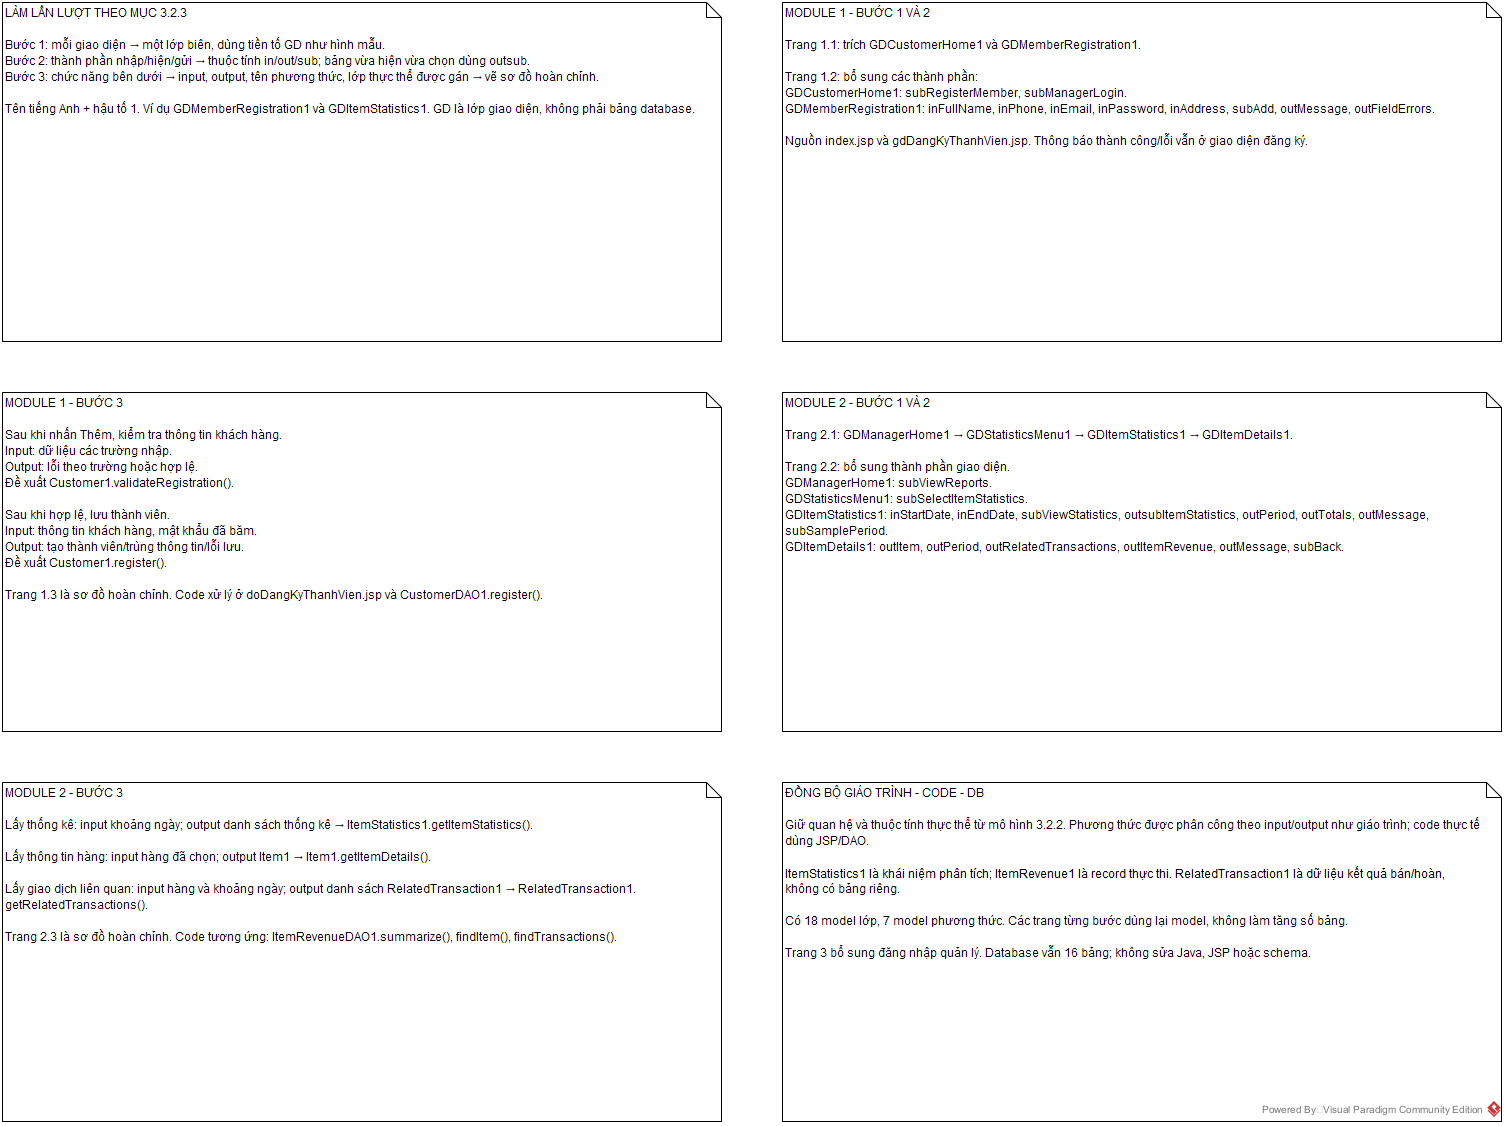 LÀM LẦN LƯỢT THEO MỤC 3.2.3
Bước 1: mỗi giao diện → một lớp biên, dùng tiền tố GD như hình mẫu.
Bước 2: thành phần nhập/hiện/gửi → thuộc tính in/out/sub; bảng vừa hiện vừa chọn dùng outsub.
Bước 3: chức năng bên dưới → input, output, tên phương thức, lớp thực thể được gán → vẽ sơ đồ hoàn chỉnh.
Tên tiếng Anh + hậu tố 1. Ví dụ GDMemberRegistration1 và GDItemStatistics1. GD là lớp giao diện, không phải bảng database.
MODULE 1 - BƯỚC 1 VÀ 2
Trang 1.1: trích GDCustomerHome1 và GDMemberRegistration1.
Trang 1.2: bổ sung các thành phần:
GDCustomerHome1: subRegisterMember, subManagerLogin.
GDMemberRegistration1: inFullName, inPhone, inEmail, inPassword, inAddress, subAdd, outMessage, outFieldErrors.
Nguồn index.jsp và gdDangKyThanhVien.jsp. Thông báo thành công/lỗi vẫn ở giao diện đăng ký.
MODULE 1 - BƯỚC 3
Sau khi nhấn Thêm, kiểm tra thông tin khách hàng.
Input: dữ liệu các trường nhập.
Output: lỗi theo trường hoặc hợp lệ.
Đề xuất Customer1.validateRegistration().
Sau khi hợp lệ, lưu thành viên.
Input: thông tin khách hàng, mật khẩu đã băm.
Output: tạo thành viên/trùng thông tin/lỗi lưu.
Đề xuất Customer1.register().
Trang 1.3 là sơ đồ hoàn chỉnh. Code xử lý ở doDangKyThanhVien.jsp và CustomerDAO1.register().
MODULE 2 - BƯỚC 1 VÀ 2
Trang 2.1: GDManagerHome1 → GDStatisticsMenu1 → GDItemStatistics1 → GDItemDetails1.
Trang 2.2: bổ sung thành phần giao diện.
GDManagerHome1: subViewReports.
GDStatisticsMenu1: subSelectItemStatistics.
GDItemStatistics1: inStartDate, inEndDate, subViewStatistics, outsubItemStatistics, outPeriod, outTotals, outMessage,
subSamplePeriod.
GDItemDetails1: outItem, outPeriod, outRelatedTransactions, outItemRevenue, outMessage, subBack.
MODULE 2 - BƯỚC 3
Lấy thống kê: input khoảng ngày; output danh sách thống kê → ItemStatistics1.getItemStatistics().
Lấy thông tin hàng: input hàng đã chọn; output Item1 → Item1.getItemDetails().
Lấy giao dịch liên quan: input hàng và khoảng ngày; output danh sách RelatedTransaction1 → RelatedTransaction1.
getRelatedTransactions().
Trang 2.3 là sơ đồ hoàn chỉnh. Code tương ứng: ItemRevenueDAO1.summarize(), findItem(), findTransactions().
ĐỒNG BỘ GIÁO TRÌNH - CODE - DB
Giữ quan hệ và thuộc tính thực thể từ mô hình 3.2.2. Phương thức được phân công theo input/output như giáo trình; code thực tế
dùng JSP/DAO.
ItemStatistics1 là khái niệm phân tích; ItemRevenue1 là record thực thi. RelatedTransaction1 là dữ liệu kết quả bán/hoàn,
không có bảng riêng.
Có 18 model lớp, 7 model phương thức. Các trang từng bước dùng lại model, không làm tăng số bảng.
Trang 3 bổ sung đăng nhập quản lý. Database vẫn 16 bảng; không sửa Java, JSP hoặc schema.
Powered By Visual Paradigm Community Edition